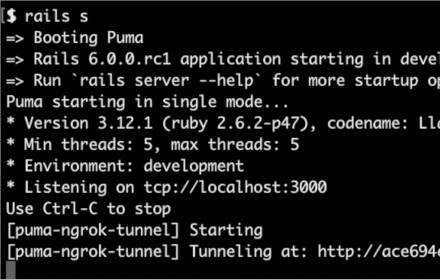 $ rails s
=> Booting Puma
=> Rails 6.0.0.rc1 application starting in
=> Run `rails server --help` for more startup
Puma starting in single mode...
* Version 3.12.1 (ruby 2.6.2-p47), codename:
* Min threads: 5, max threads: 5
* Environment: development
* Listening on tcp://localhost:3000
Use Ctrl-C to stop
[puma-ngrok-tunnel] Starting
[puma-ngrok-tunnel] Tunneling at: http://ace694